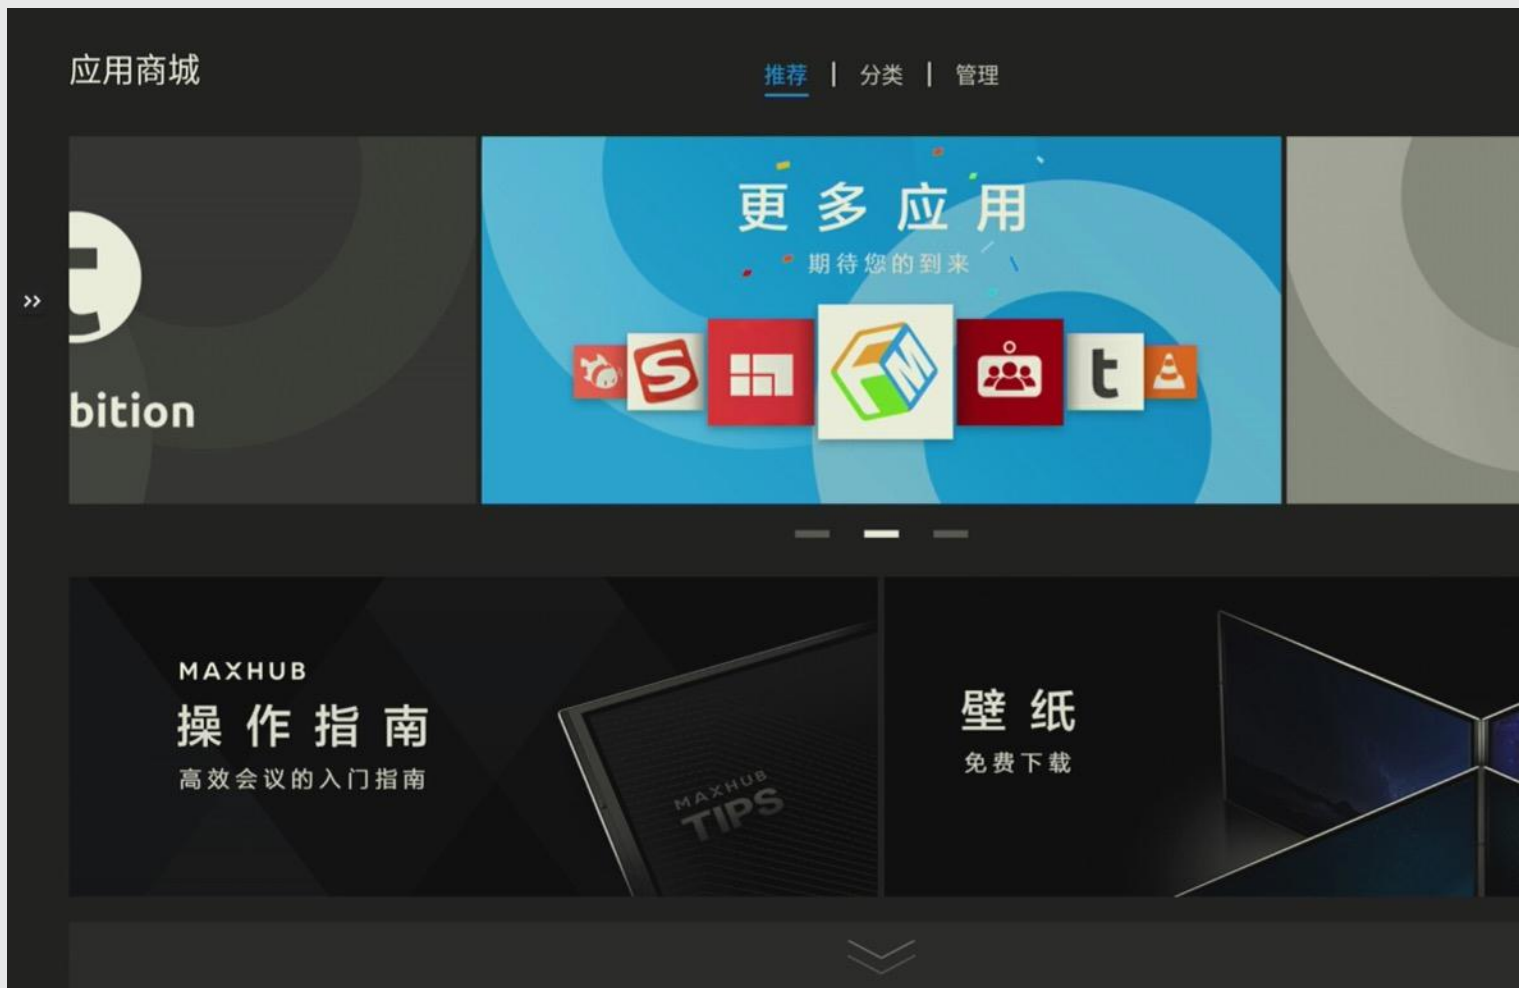 应用商城
推荐 | 分类 | 管理
t
bition
更多应用
期待您的到来
S
M
t
MAXHUB
操作指南
高效会议的入门指南
MAXHUB
TIPS
壁纸
免费下载